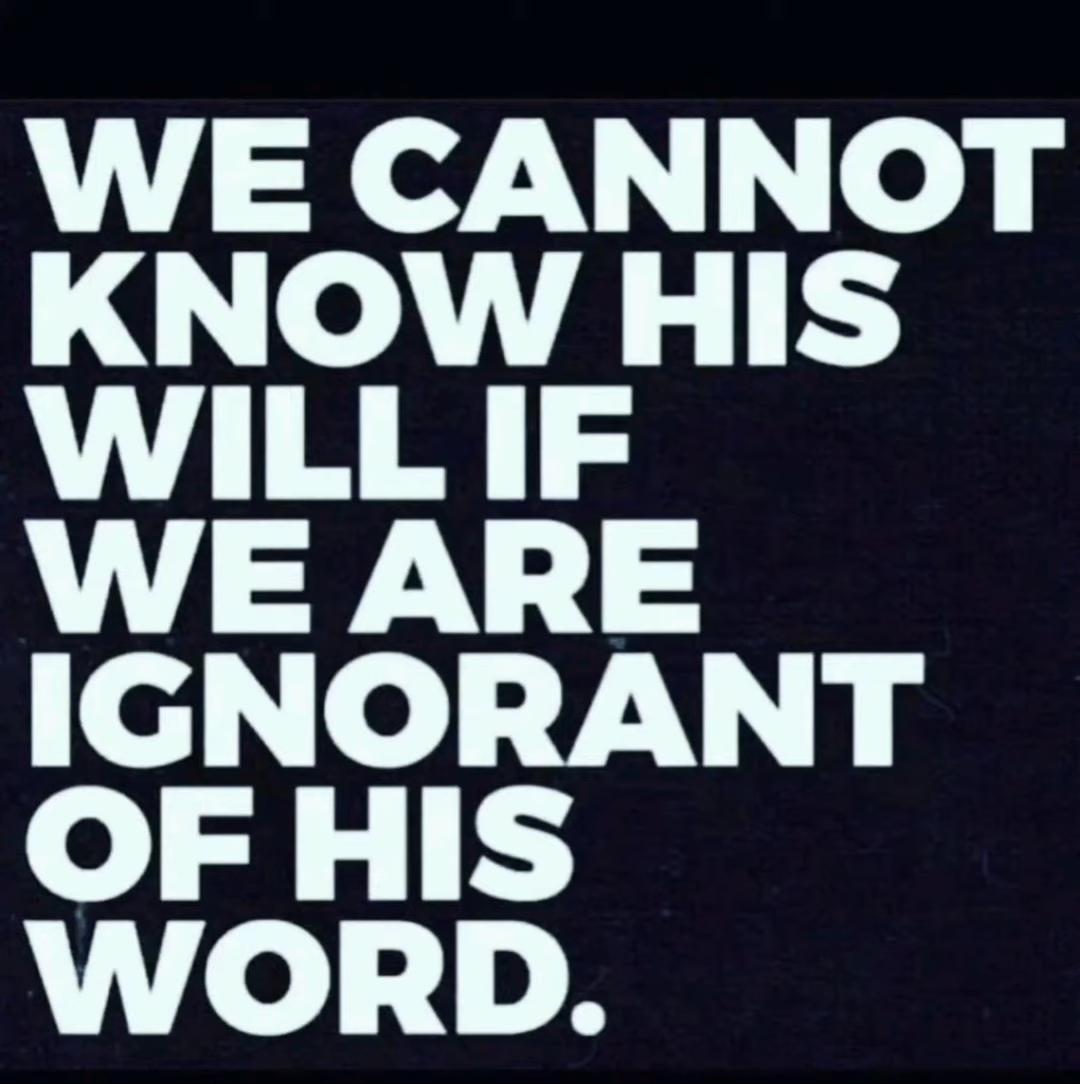 WE CANNOT
KNOW HIS
WILL IF
WE ARE
IGNORANT
OF HIS
WORD.